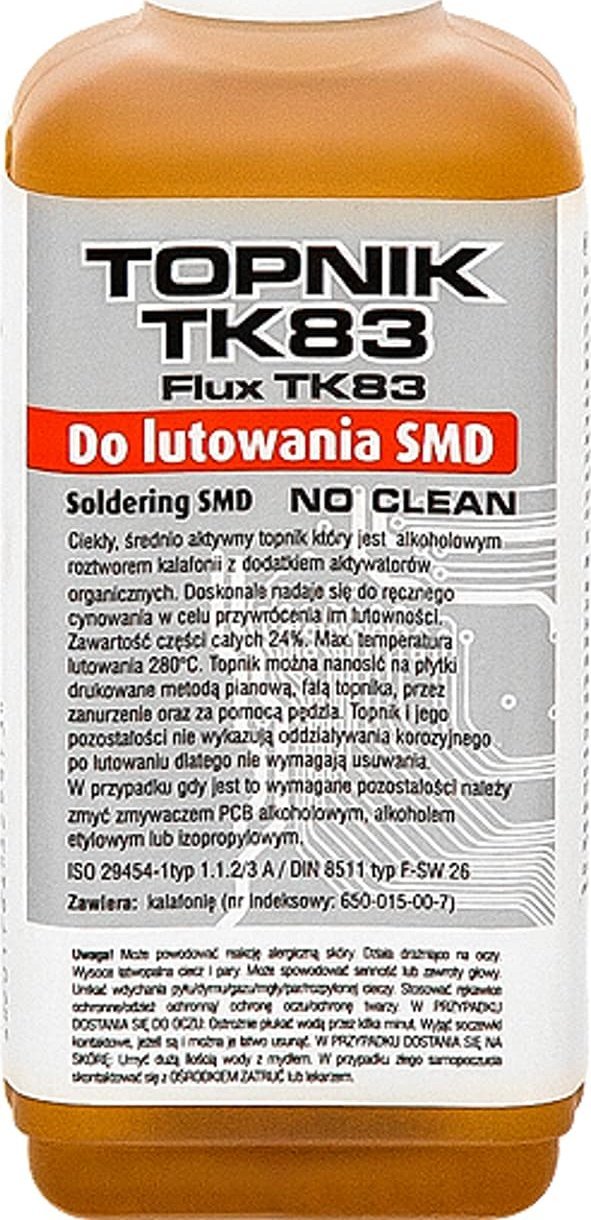 TOPNIK
TK83
Flux TK83
Do lutowania SMD
Soldering SMD NO CLEAN
Ciekły, średnio aktywny topnik który jest alkoholowym
roztworem kalafonii z dodatkiem aktywatorów
organicznych. Doskonale nadaje się do ręcznego
cynowania w celu przywrócenia im lutowności.
Zawartość części całych 24%. Max. temperatura
lutowania 280°C. Topnik można nanosić na płytki
drukowane metodą pianową, falą topnika, przez
zanurzenie oraz za pomocą pędzla. Topnik i jego
pozostałości nie wykazują oddziaływania korozyjnego
po lutowaniu dlatego nie wymagają usuwania.
W przypadku gdy jest to wymagane pozostałości należy
zmyć zmywaczem PCB alkoholowym, alkoholem
etylowym lub izopropylowym.
ISO 29454-1typ 1.1.2/3 A / DIN 8511 typ F-SW 26
Zawiera: kalafonię (nr indeksowy: 650-015-00-7)
Uwaga! Może powodować reakcję alergiczną skóry. Działa drażniąco na oczy.
Wysoce łatwopalna ciecz i pary. Może spowodować senność lub zawroty głowy.
Unikać wdychania pyłu/dymu/gazu/mgły/par/rozpylonej cieczy. Stosować rękawice
ochronne/odzież ochronną/ ochronę oczu/ochronę twarzy. W PRZYPADKU
DOSTANIA SIĘ DO OCZU: Ostrożnie płukać wodą przez kilka minut. Wyjąć soczewki
kontaktowe, jeżeli są i można je łatwo usunąć. W PRZYPADKU DOSTANIA SIĘ NA
SKÓRĘ: Umyć dużą ilością wody z mydłem. W przypadku złego samopoczucia
skontaktować się z OŚRODKIEM ZATRUĆ lub lekarzem.